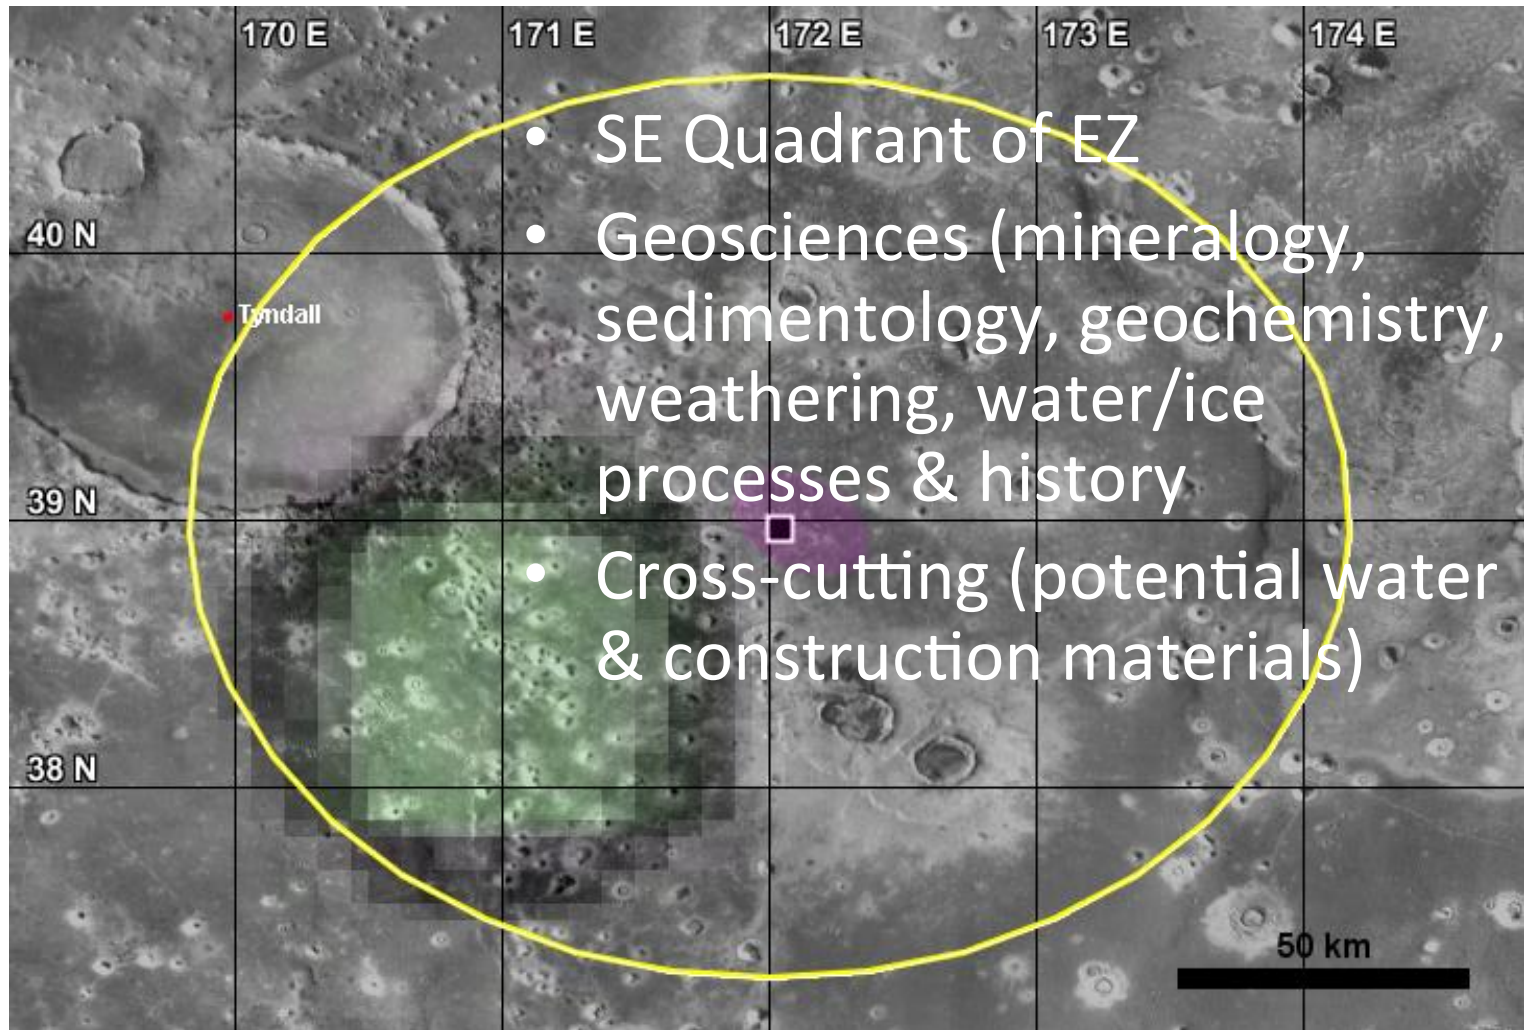 170 E 171 E 172 E 173 E 174 E
• SE Quadrant of EZ
40 N
• Geosciences (mineralogy,
sedimentology, geochemistry,
Tyndall
weathering, water/ice
processes & history
39 N
• Cross-cutting (potential water
& construction materials)
38 N
50 km